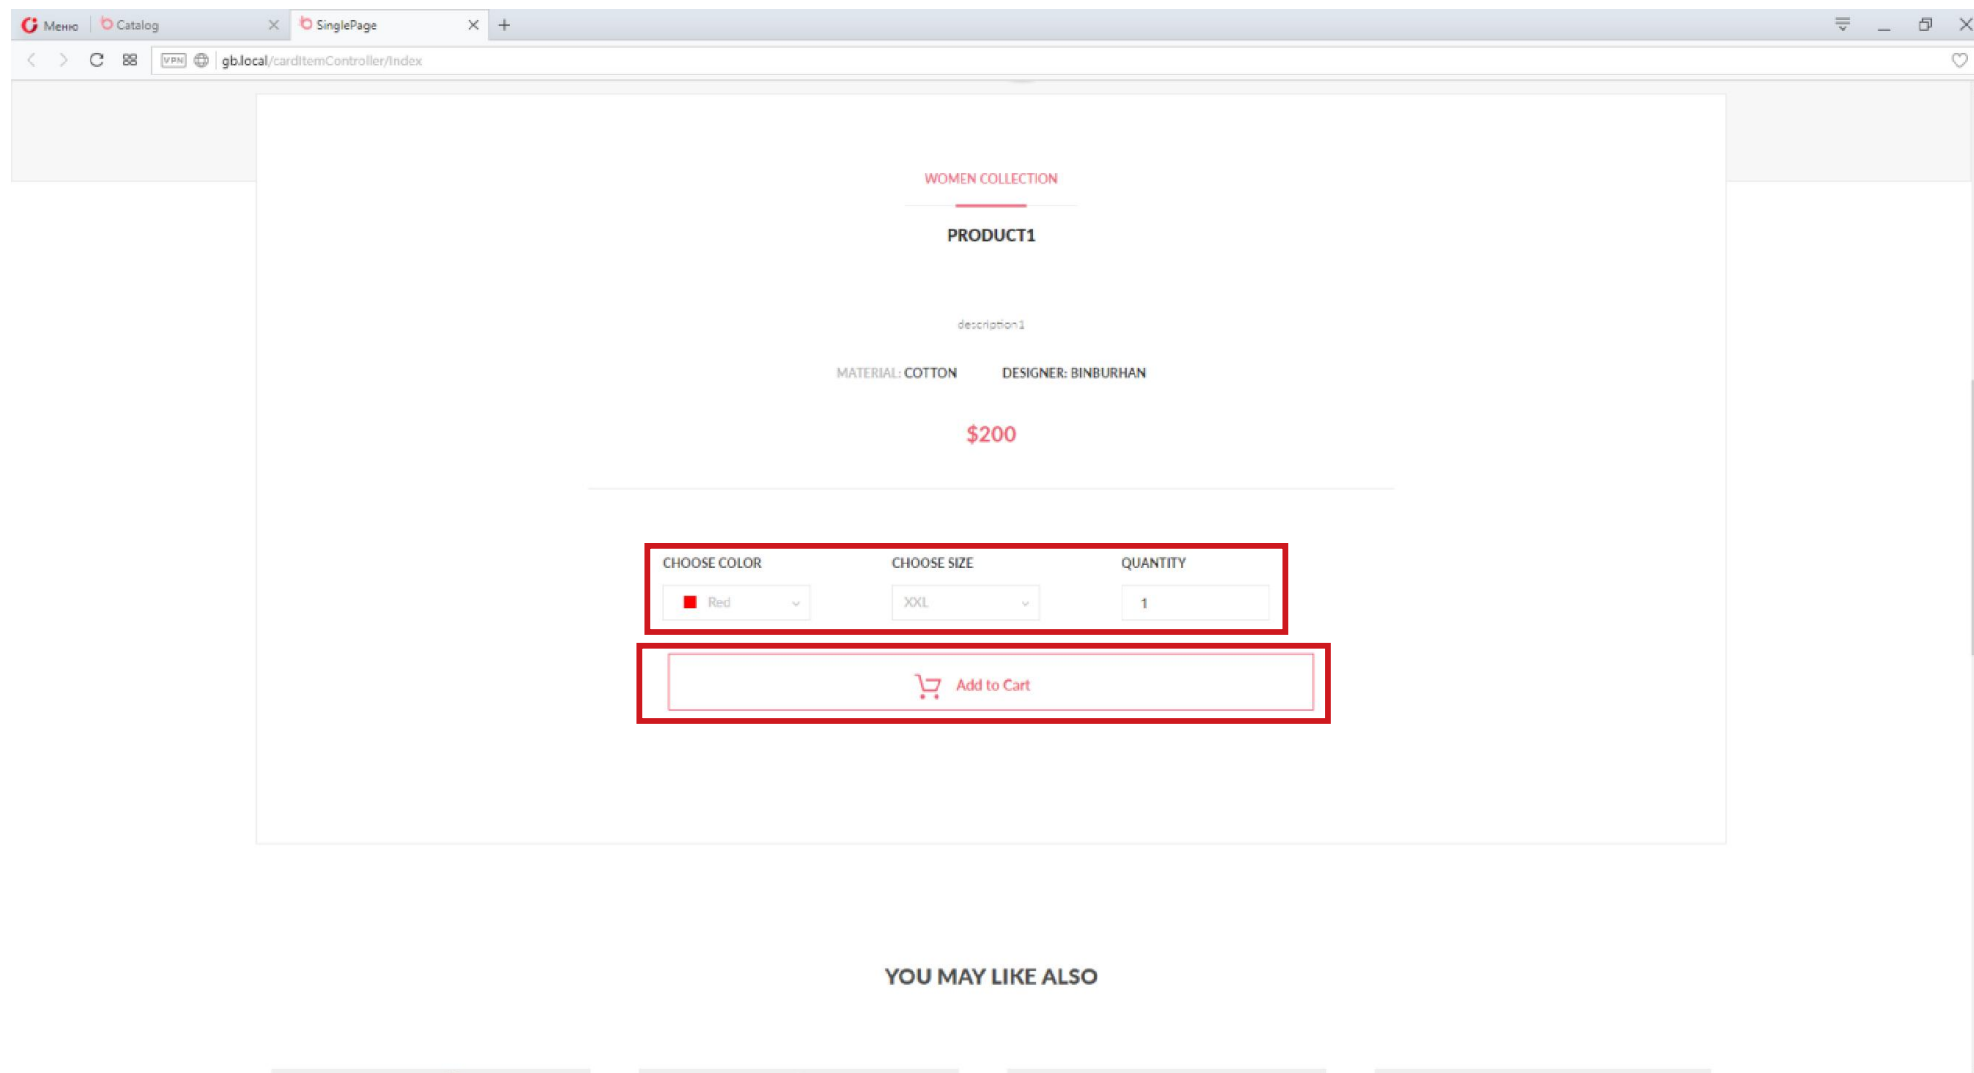 Меню Catalog SinglePage
VPN gb.local/cardItemController/Index
WOMEN COLLECTION
PRODUCT1
description1
MATERIAL: COTTON DESIGNER: BINBURHAN
$200
CHOOSE COLOR CHOOSE SIZE QUANTITY
Red XXL 1
Add to Cart
YOU MAY LIKE ALSO